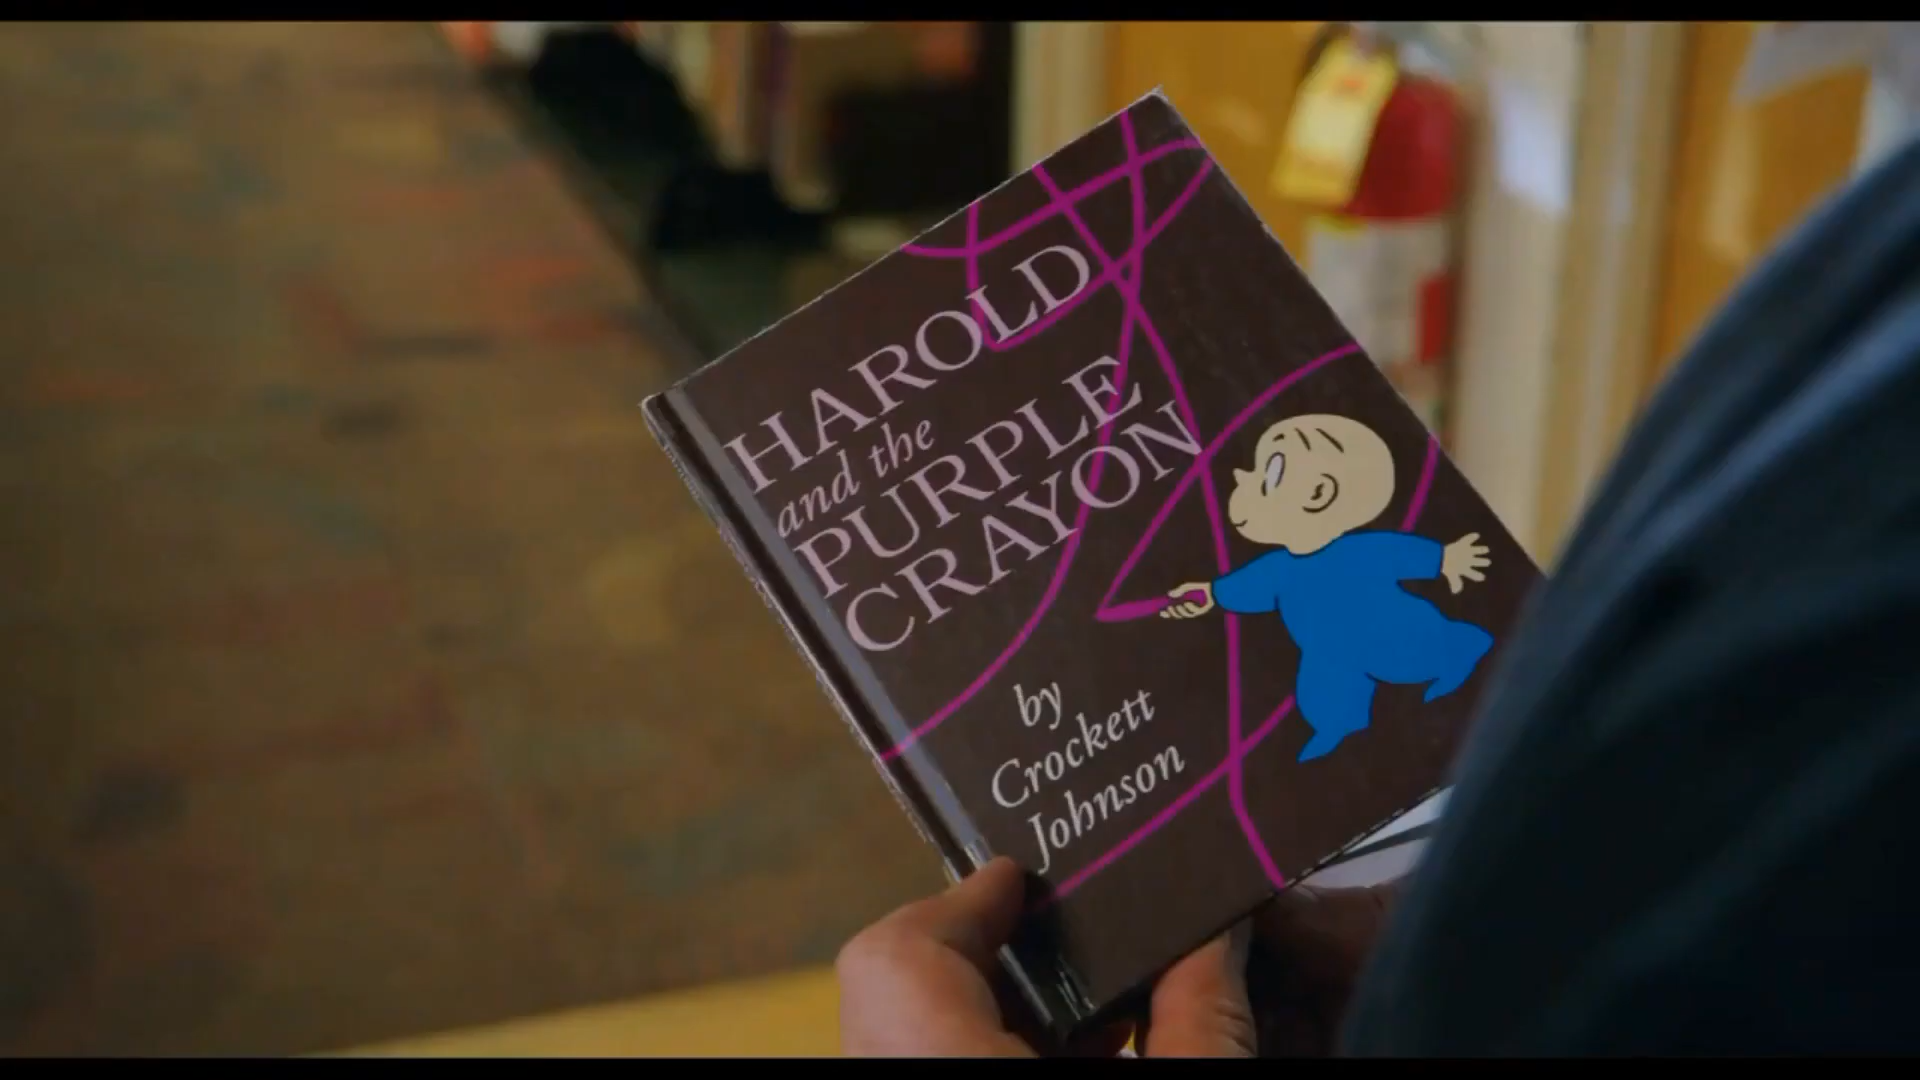 HAROLD
and the
PURPLE
CRAYON
by
Crockett
Johnson